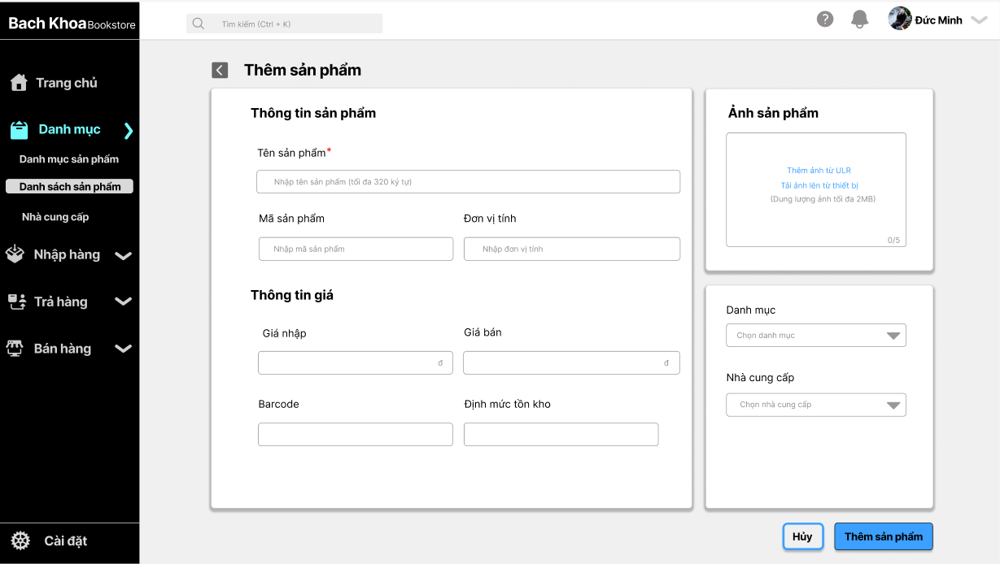 Bach Khoa Bookstore
Tìm kiếm (Ctrl + K)
?
Đức Minh
Trang chủ
Danh mục
Danh mục sản phẩm
Danh sách sản phẩm
Nhà cung cấp
Nhập hàng
Trả hàng
Bán hàng
Cài đặt
Thêm sản phẩm
Thông tin sản phẩm
Tên sản phẩm*
Nhập tên sản phẩm (tối đa 320 ký tự)
Mã sản phẩm
Đơn vị tính
Nhập mã sản phẩm
Nhập đơn vị tính
Thông tin giá
Giá nhập
Giá bán
đ
đ
Barcode
Định mức tồn kho
Ảnh sản phẩm
Thêm ảnh từ ULR
Tải ảnh lên từ thiết bị
(Dung lượng ảnh tối đa 2MB)
0/5
Danh mục
Chọn danh mục
Nhà cung cấp
Chọn nhà cung cấp
Hủy
Thêm sản phẩm